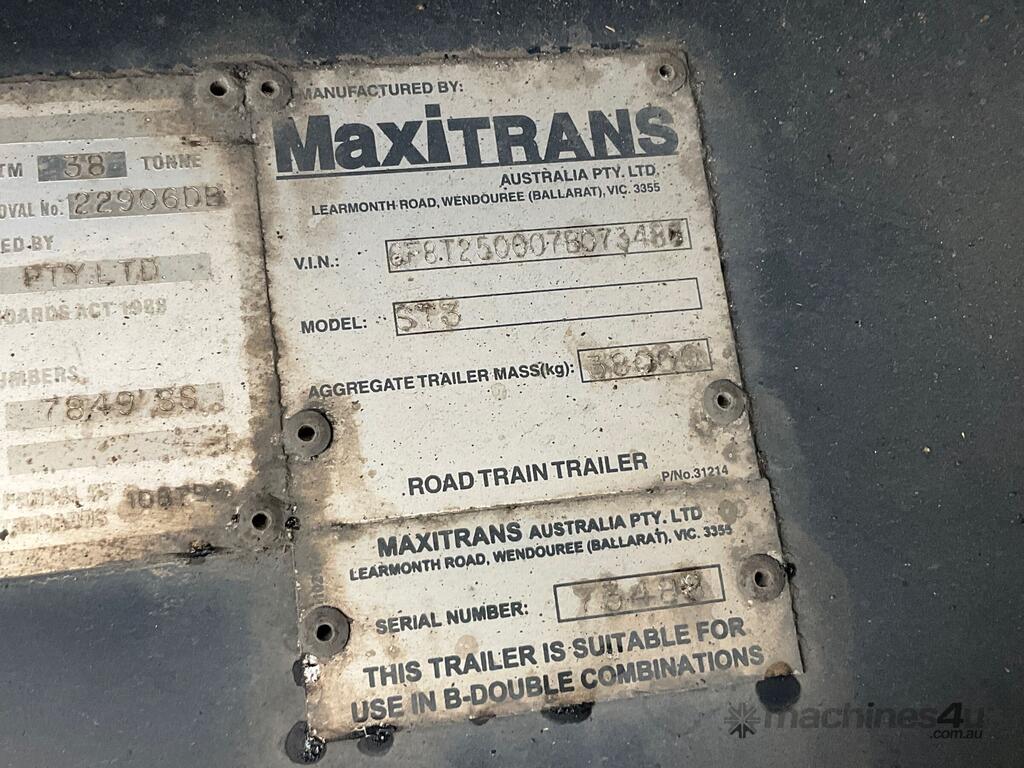 TM 38 TONNE
OVAL No. 22906DB
ED BY
PTY.LTD
DARDS ACT 1989
UMBERS
MANUFACTURED BY:
MaxiTRANS
AUSTRALIA PTY. LTD.
LEARMONTH ROAD, WENDOUREE (BALLARAT), VIC. 3355
V.I.N.:
MODEL: ST3
AGGREGATE TRAILER MASS(kg): 38000
ROAD TRAIN TRAILER
P/No.31214
MAXITRANS AUSTRALIA PTY. LTD
LEARMONTH ROAD, WENDOUREE (BALLARAT), VIC. 3355
SERIAL NUMBER:
THIS TRAILER IS SUITABLE FOR
USE IN B-DOUBLE COMBINATIONS
machines4u
.com.au